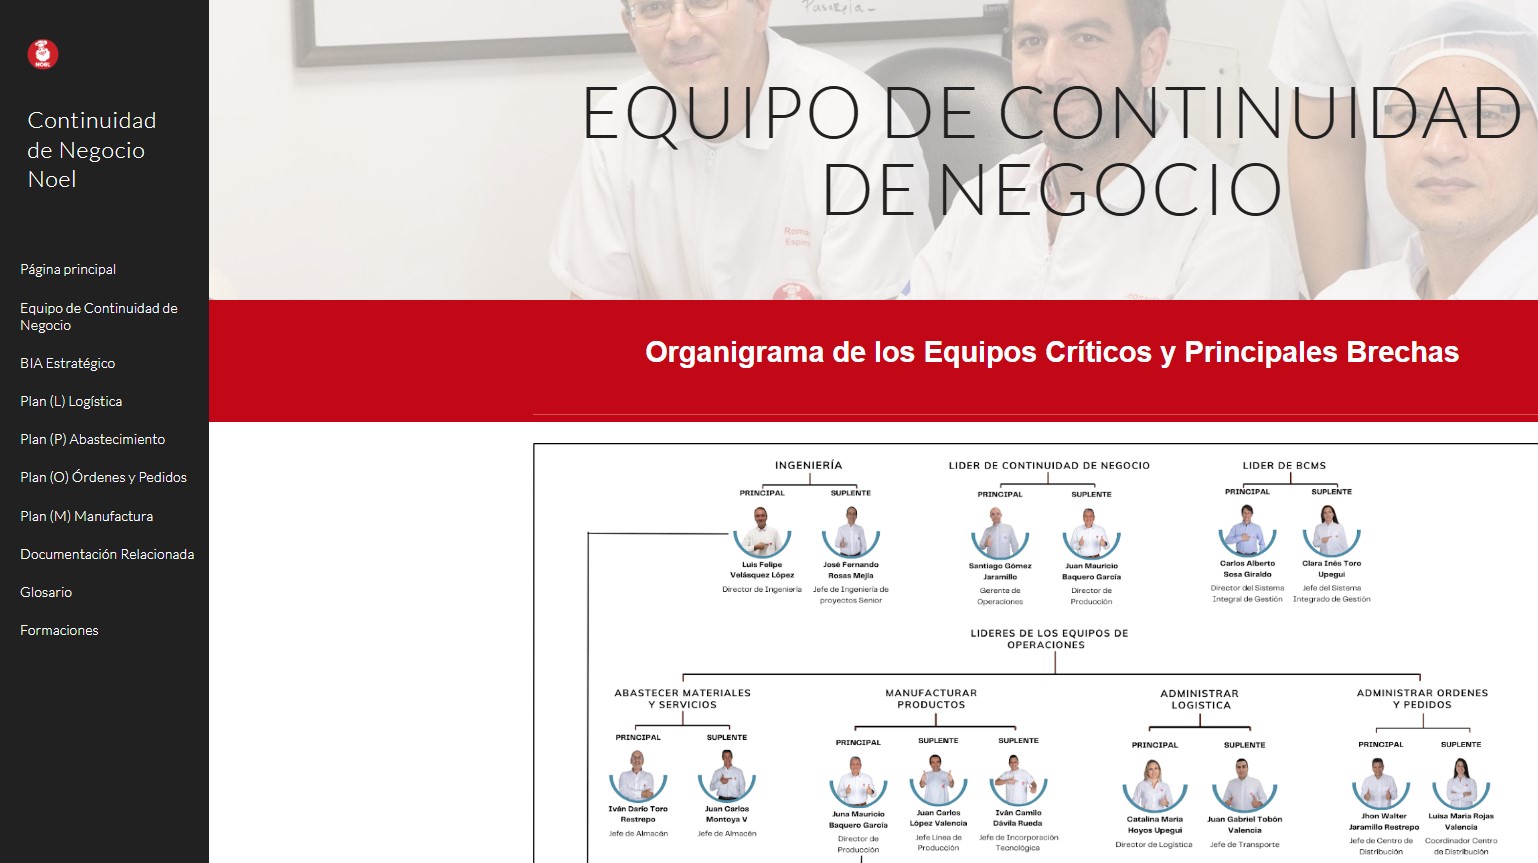 Pasarela
NOEL
Continuidad
de Negocio
Noel
Página principal
Equipo de Continuidad de
Negocio
BIA Estratégico
Plan (L) Logística
Plan (P) Abastecimiento
Plan (O) Órdenes y Pedidos
Plan (M) Manufactura
Documentación Relacionada
Glosario
Formaciones
EQUIPO DE CONTINUIDAD
DE NEGOCIO
Organigrama de los Equipos Críticos y Principales Brechas
INGENIERÍA
PRINCIPAL SUPLENTE
Luis Felipe
Velásquez López
Director de Ingeniería
José Fernando
Rosas Mejía
Jefe de Ingeniería de
proyectos Senior
LIDER DE CONTINUIDAD DE NEGOCIO
PRINCIPAL SUPLENTE
Santiago Gómez
Jaramillo
Gerente de
Operaciones
Juan Mauricio
Baquero García
Director de
Producción
LIDER DE BCMS
PRINCIPAL SUPLENTE
Carlos Alberto
Sosa Giraldo
Director del Sistema
Integral de Gestión
Clara Inés Toro
Upegui
Jefe del Sistema
Integrado de Gestión
LIDERES DE LOS EQUIPOS DE
OPERACIONES
ABASTECER MATERIALES
Y SERVICIOS
PRINCIPAL SUPLENTE
Iván Darío Toro
Restrepo
Jefe de Almacén
Juan Carlos
Montoya V
Jefe de Almacén
MANUFACTURAR
PRODUCTOS
PRINCIPAL SUPLENTE SUPLENTE
Juna Mauricio
Baquero García
Director de
Producción
Juan Carlos
López Valencia
Jefe Línea de
Producción
Iván Camilo
Dávila Rueda
Jefe de Incorporación
Tecnológica
ADMINISTRAR
LOGISTICA
PRINCIPAL SUPLENTE
Catalina Maria
Hoyos Upegui
Director de Logística
Juan Gabriel Tobón
Valencia
Jefe de Transporte
ADMINISTRAR ORDENES
Y PEDIDOS
PRINCIPAL SUPLENTE
Jhon Walter
Jaramillo Restrepo
Jefe de Centro de
Distribución
Luisa Maria Rojas
Valencia
Coordinador Centro
de Distribución